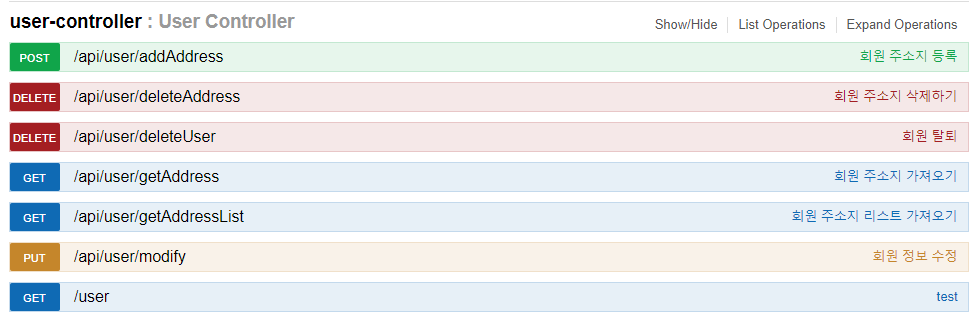 user-controller : User Controller Show/Hide List Operations Expand Operations
POST /api/user/addAddress 회원 주소지 등록
DELETE /api/user/deleteAddress 회원 주소지 삭제하기
DELETE /api/user/deleteUser 회원 탈퇴
GET /api/user/getAddress 회원 주소지 가져오기
GET /api/user/getAddressList 회원 주소지 리스트 가져오기
PUT /api/user/modify 회원 정보 수정
GET /user test